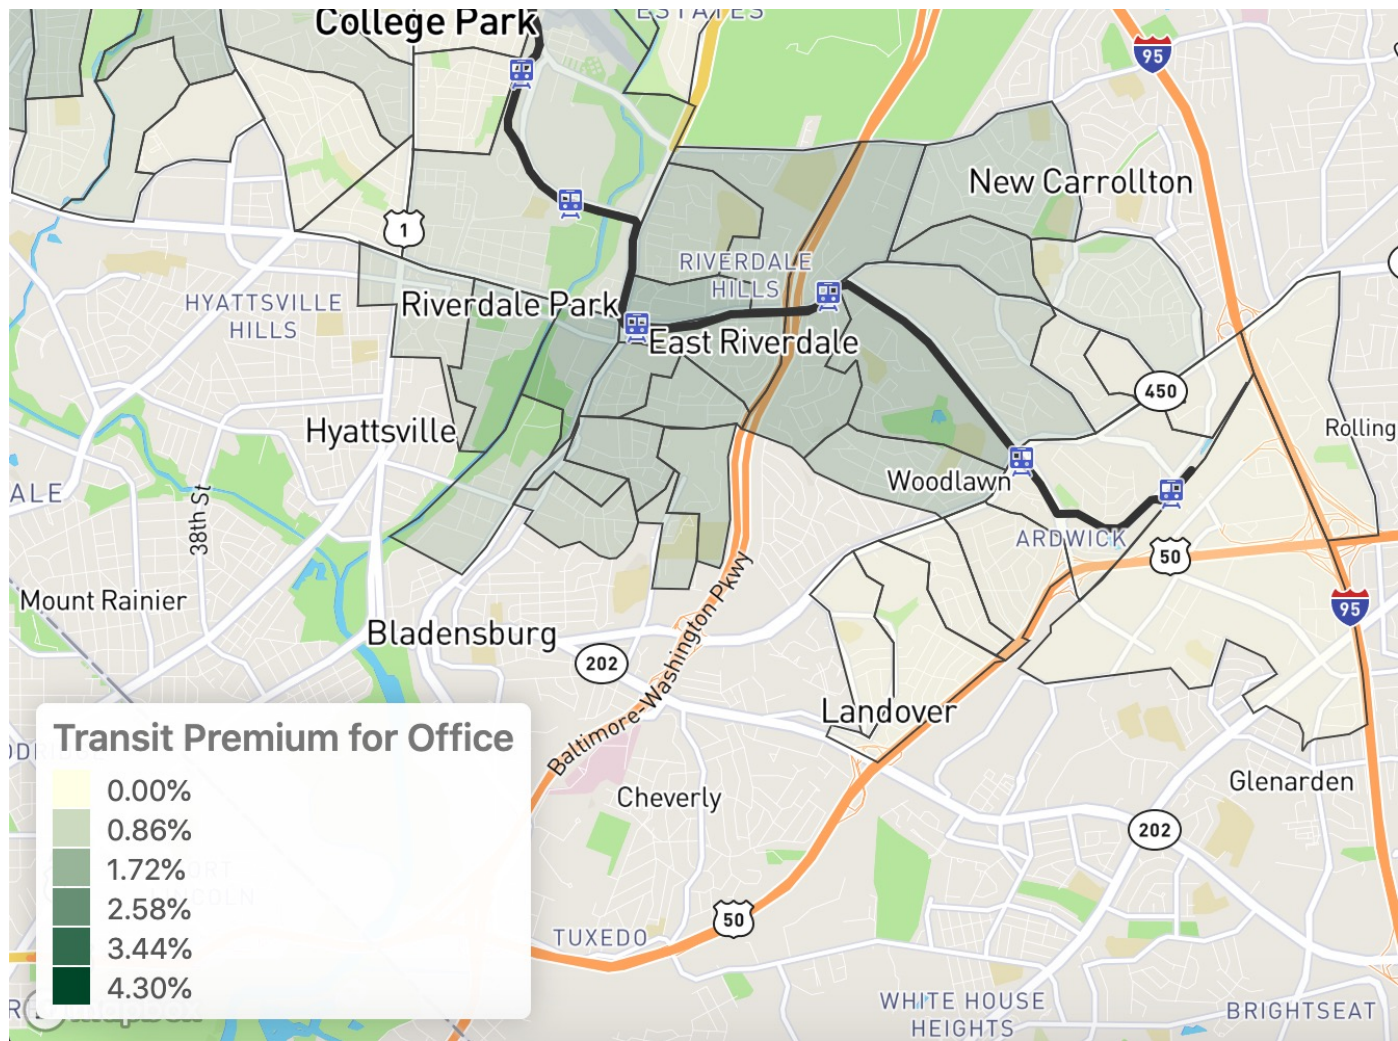 College Park
ESTATES
95
New Carrollton
1
RIVERDALE
HILLS
HYATTSVILLE
HILLS
Riverdale Park
East Riverdale
450
Hyattsville
Rolling
Woodlawn
ALE
38th St
ARDWICK
50
Mount Rainier
95
Bladensburg
202
Baltimore-Washington Pkwy
Landover
Transit Premium for Office
0.00%
0.86%
1.72%
2.58%
3.44%
4.30%
Glenarden
Cheverly
202
50
TUXEDO
WHITE HOUSE
HEIGHTS
BRIGHTSEAT